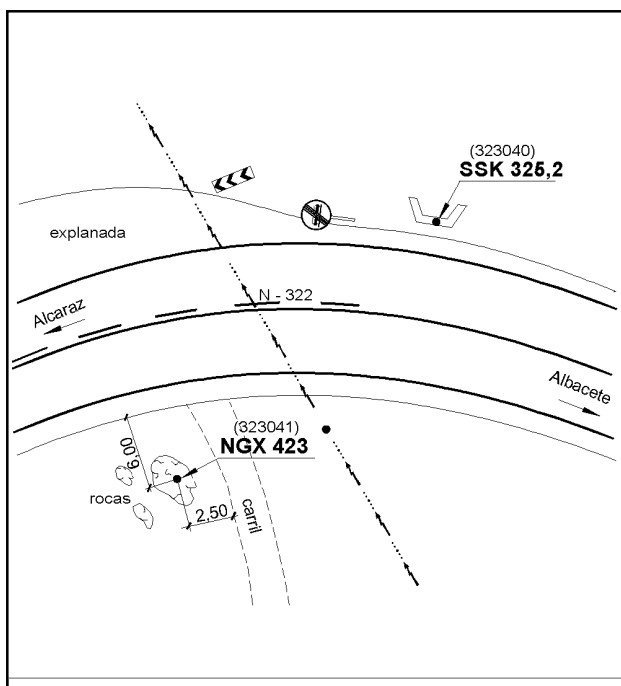 (323040)
SSK 325,2
explanada
N - 322
Alcaraz
Albacete
(323041)
NGX 423
6,00
rocas
2,50
carril